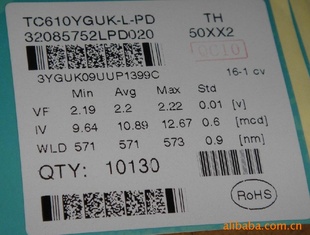 TC610YGUK-L-PD TH
32085752LPD020 50XX2
QC10
3YGUK09UUP1399C 16-1 cv
Min Avg Max Std
VF 2.19 2.2 2.22 0.01 [v]
IV 9.64 10.89 12.67 0.6 [mcd]
WLD 571 571 573 0.9 [nm]
QTY: 10130
RoHS
alibaba.com.cn